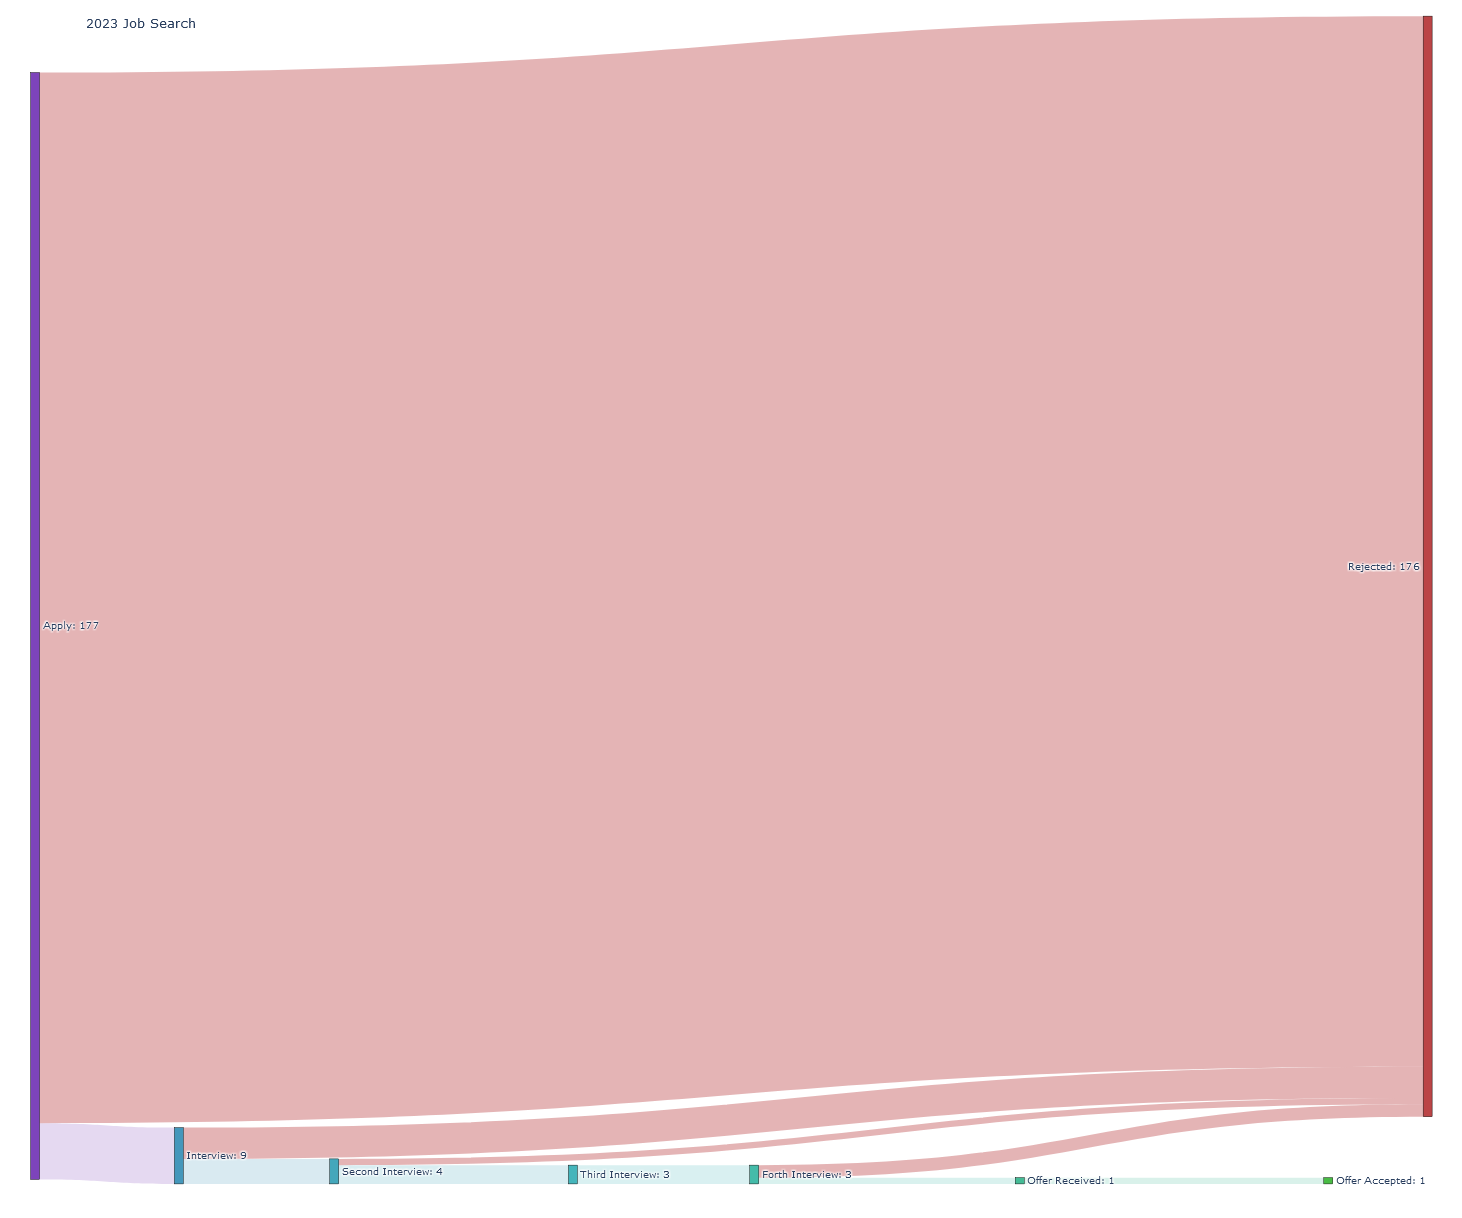 2023 Job Search
Rejected: 176
Apply: 177
Interview: 9
Second Interview: 4
Third Interview: 3
Forth Interview: 3
Offer Received: 1
Offer Accepted: 1